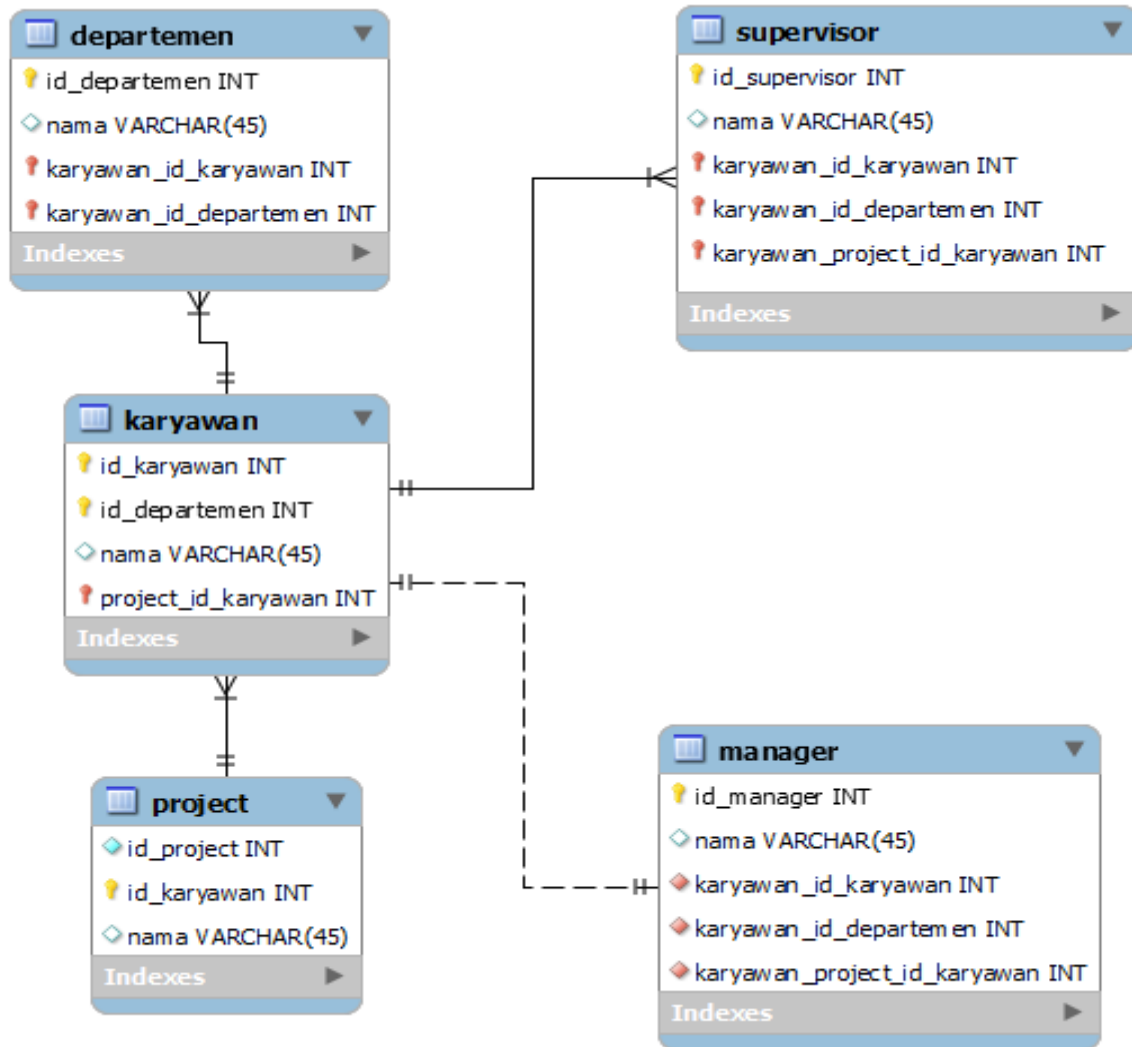 departemen
id_departemen INT
nama VARCHAR(45)
karyawan_id_karyawan INT
karyawan_id_departemen INT
Indexes
supervisor
id_supervisor INT
nama VARCHAR(45)
karyawan_id_karyawan INT
karyawan_id_departemen INT
karyawan_project_id_karyawan INT
Indexes
karyawan
id_karyawan INT
id_departemen INT
nama VARCHAR(45)
project_id_karyawan INT
Indexes
project
id_project INT
id_karyawan INT
nama VARCHAR(45)
Indexes
manager
id_manager INT
nama VARCHAR(45)
karyawan_id_karyawan INT
karyawan_id_departemen INT
karyawan_project_id_karyawan INT
Indexes